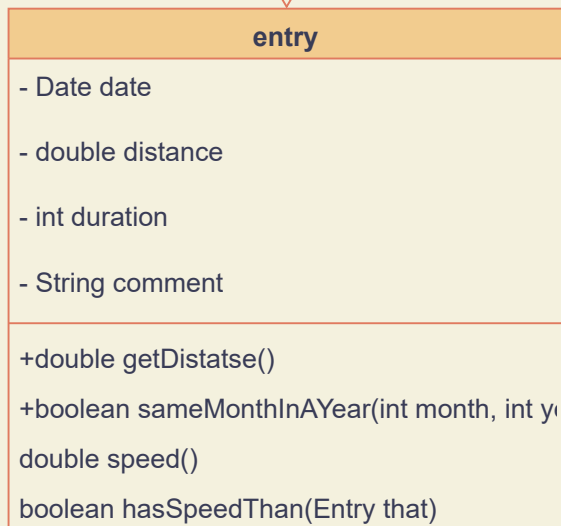 entry
- Date date
- double distance
- int duration
- String comment
+double getDistatse()
+boolean sameMonthInAYear(int month, int
double speed()
boolean hasSpeedThan(Entry that)